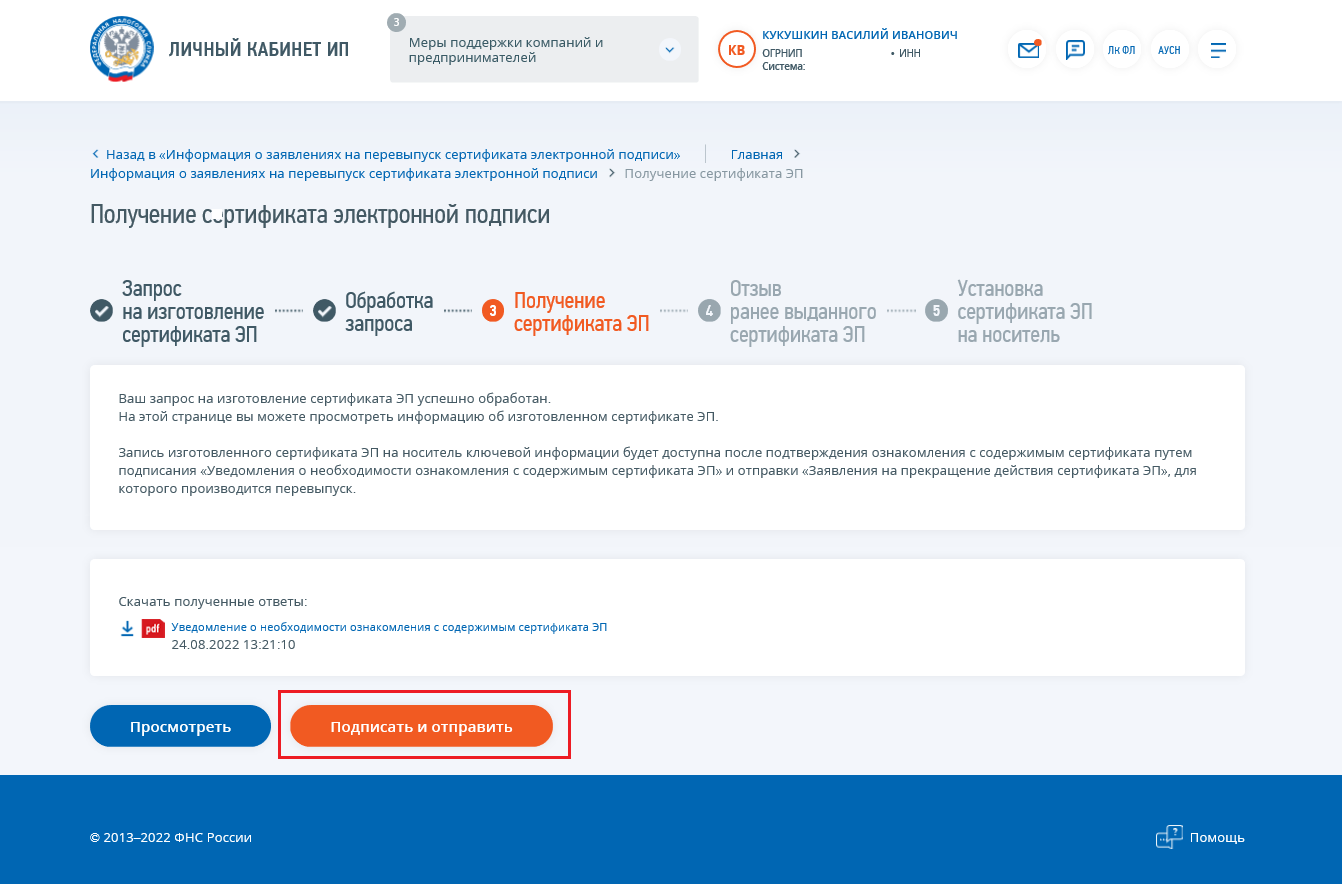 ФЕДЕРАЛЬНАЯ НАЛОГОВАЯ СЛУЖБА
ЛИЧНЫЙ КАБИНЕТ ИП
3
Меры поддержки компаний и
предпринимателей
КВ
КУКУШКИН ВАСИЛИЙ ИВАНОВИЧ
ОГРНИП • ИНН
Система:
Лк ФЛ
АУСН
Назад в «Информация о заявлениях на перевыпуск сертификата электронной подписи» Главная
Информация о заявлениях на перевыпуск сертификата электронной подписи Получение сертификата ЭП
Получение сертификата электронной подписи
Запрос
на изготовление
сертификата ЭП
Обработка
запроса
3
Получение
сертификата ЭП
4
Отзыв
ранее выданного
сертификата ЭП
5
Установка
сертификата ЭП
на носитель
Ваш запрос на изготовление сертификата ЭП успешно обработан.
На этой странице вы можете просмотреть информацию об изготовленном сертификате ЭП.
Запись изготовленного сертификата ЭП на носитель ключевой информации будет доступна после подтверждения ознакомления с содержимым сертификата путем
подписания «Уведомления о необходимости ознакомления с содержимым сертификата ЭП» и отправки «Заявления на прекращение действия сертификата ЭП», для
которого производится перевыпуск.
Скачать полученные ответы:
pdf
Уведомление о необходимости ознакомления с содержимым сертификата ЭП
24.08.2022 13:21:10
Просмотреть
Подписать и отправить
© 2013–2022 ФНС России
?
Помощь